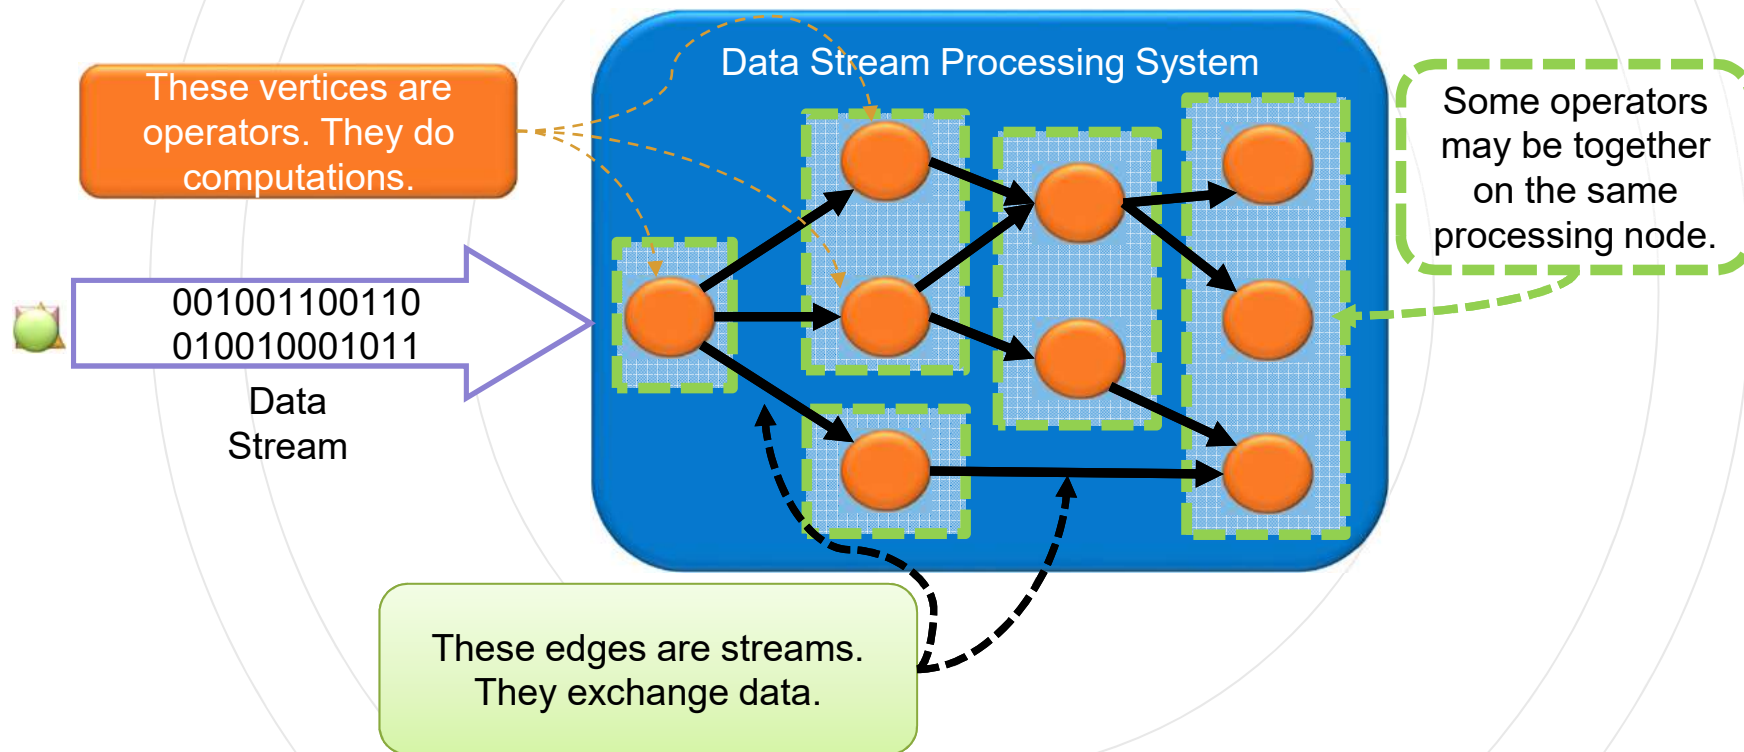 Data Stream Processing System
These vertices are
operators. They do
computations.
Some operators
may be together
on the same
processing node.
001001100110
010010001011
Data
Stream
These edges are streams.
They exchange data.